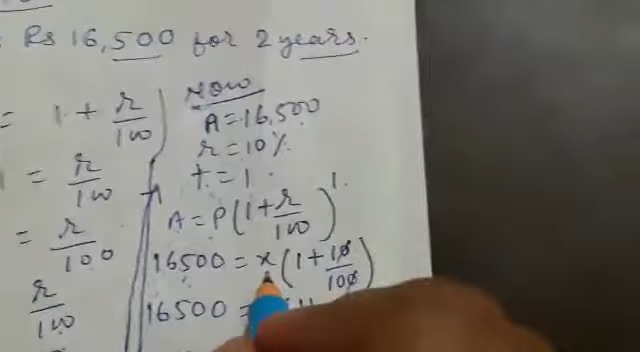 Rs 16,500 for 2 years.
= 1 + r/100
= r/100
= r/100
r/100
Now
A = 16,500
r = 10%
t = 1.
A = P(1 + r/100)^1.
16500 = x(1 + 10/100)
16500 =